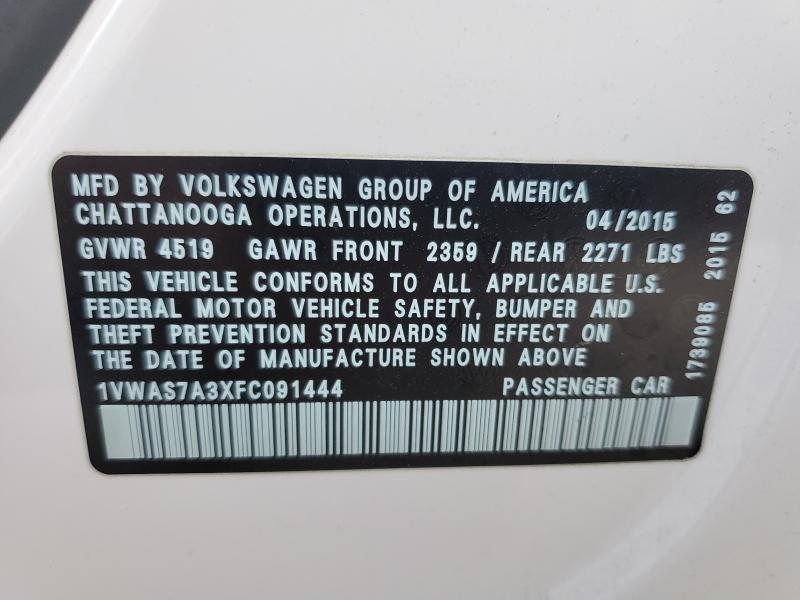 MFD BY VOLKSWAGEN GROUP OF AMERICA
CHATTANOOGA OPERATIONS, LLC. 04/2015
GVWR 4519 GAWR FRONT 2359 / REAR 2271 LBS
THIS VEHICLE CONFORMS TO ALL APPLICABLE U.S.
FEDERAL MOTOR VEHICLE SAFETY, BUMPER AND
THEFT PREVENTION STANDARDS IN EFFECT ON
THE DATE OF MANUFACTURE SHOWN ABOVE
1VWAS7A3XFC091444 PASSENGER CAR
1739085 2015 62